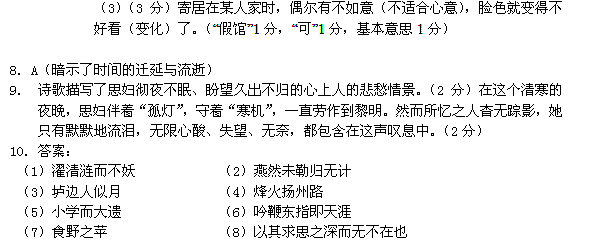 （3）（3 分）寄居在某人家时，偶尔有不如意（不适合心意），脸色就变得不
好看（变化）了。（“假馆”1 分，“可”1 分，基本意思 1 分）
8．A（暗示了时间的迁延与流逝）
9．诗歌描写了思妇彻夜不眠、盼望久出不归的心上人的悲愁情景。（2 分）在这个清寒的
夜晚，思妇伴着“孤灯”，守着“寒机”，一直劳作到黎明。然而所忆之人杳无踪影，她
只有默默地流泪，无限心酸、失望、无奈，都包含在这声叹息中。（2 分）
10．答案：
（1）濯清涟而不妖 （2）燕然未勒归无计
（3）垆边人似月 （4）烽火扬州路
（5）小学而大遗 （6）吟鞭东指即天涯
（7）食野之苹 （8）以其求思之深而无不在也